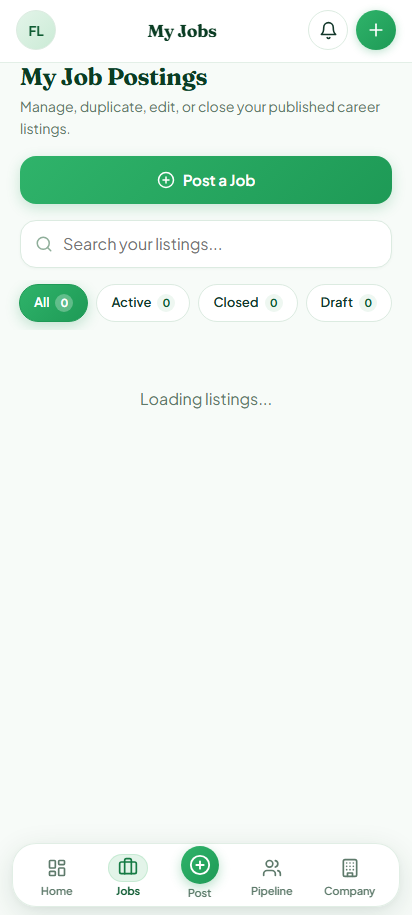 FL
My Jobs
My Job Postings
Manage, duplicate, edit, or close your published career
listings.
Post a Job
Search your listings...
All 0
Active 0
Closed 0
Draft 0
Loading listings...
Home
Jobs
Post
Pipeline
Company